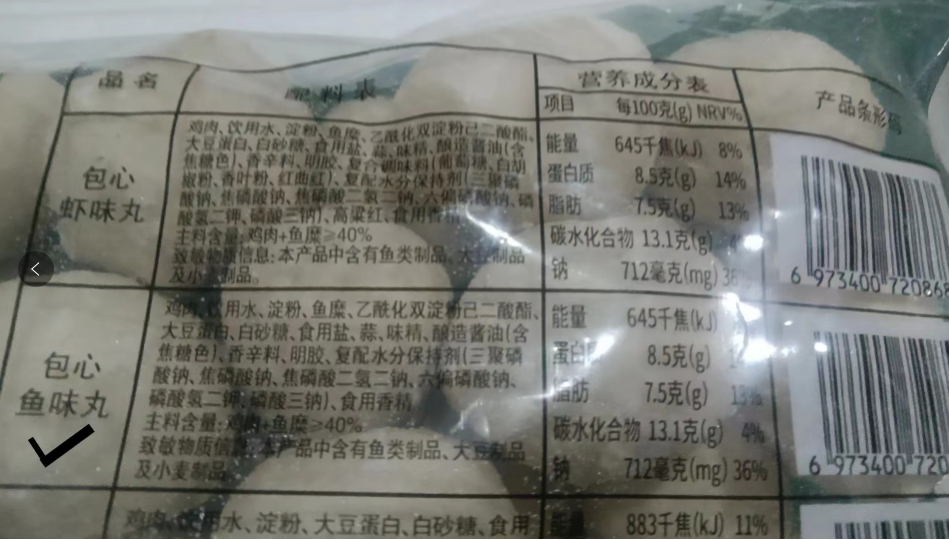 品名 配料表 营养成分表 产品条形码
项目 每100克(g) NRV%
包心
虾味丸
鸡肉、饮用水、淀粉、鱼糜、乙酰化双淀粉己二酸酯、
大豆蛋白、白砂糖、食用盐、蒜、味精、酿造酱油(含
焦糖色)、香辛料、明胶、复合调味料(葡萄糖、白胡
椒粉、香叶粉、红曲红)、复配水分保持剂(三聚磷
酸钠、焦磷酸钠、焦磷酸二氢二钠、六偏磷酸钠、磷
酸氢二钾、磷酸三钠)、高粱红、食用香精
主料含量:鸡肉+鱼糜≥40%
致敏物质信息:本产品中含有鱼类制品、大豆制品
及小麦制品。
能量 645千焦(kJ) 8%
蛋白质 8.5克(g) 14%
脂肪 7.5克(g) 13%
碳水化合物 13.1克(g) 4%
钠 712毫克(mg) 36%
6 973400 720868
包心
鱼味丸
鸡肉、饮用水、淀粉、鱼糜、乙酰化双淀粉己二酸酯、
大豆蛋白、白砂糖、食用盐、蒜、味精、酿造酱油(含
焦糖色)、香辛料、明胶、复配水分保持剂(三聚磷
酸钠、焦磷酸钠、焦磷酸二氢二钠、六偏磷酸钠、
磷酸氢二钾、磷酸三钠)、食用香精
主料含量:鸡肉+鱼糜≥40%
致敏物质信息:本产品中含有鱼类制品、大豆制品
及小麦制品
能量 645千焦(kJ)
蛋白质 8.5克(g)
脂肪 7.5克(g) 13%
碳水化合物 13.1克(g) 4%
钠 712毫克(mg) 36%
6 973400 720
鸡肉、饮用水、淀粉、大豆蛋白、白砂糖、食用
能量 883千焦(kJ) 11%